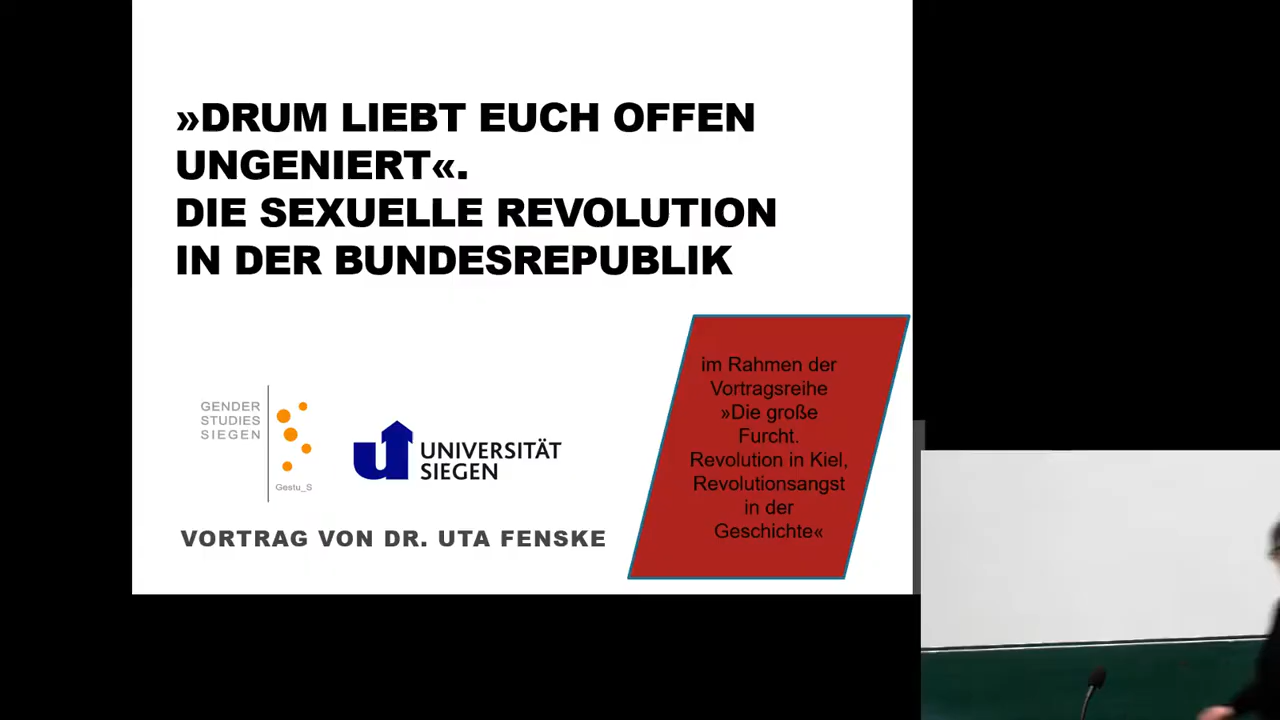 »DRUM LIEBT EUCH OFFEN
UNGENIERT«.
DIE SEXUELLE REVOLUTION
IN DER BUNDESREPUBLIK
im Rahmen der
Vortragsreihe
»Die große
Furcht.
Revolution in Kiel,
Revolutionsangst
in der
Geschichte«
GENDER
STUDIES
SIEGEN
Gestu_S
UNIVERSITÄT
SIEGEN
VORTRAG VON DR. UTA FENSKE